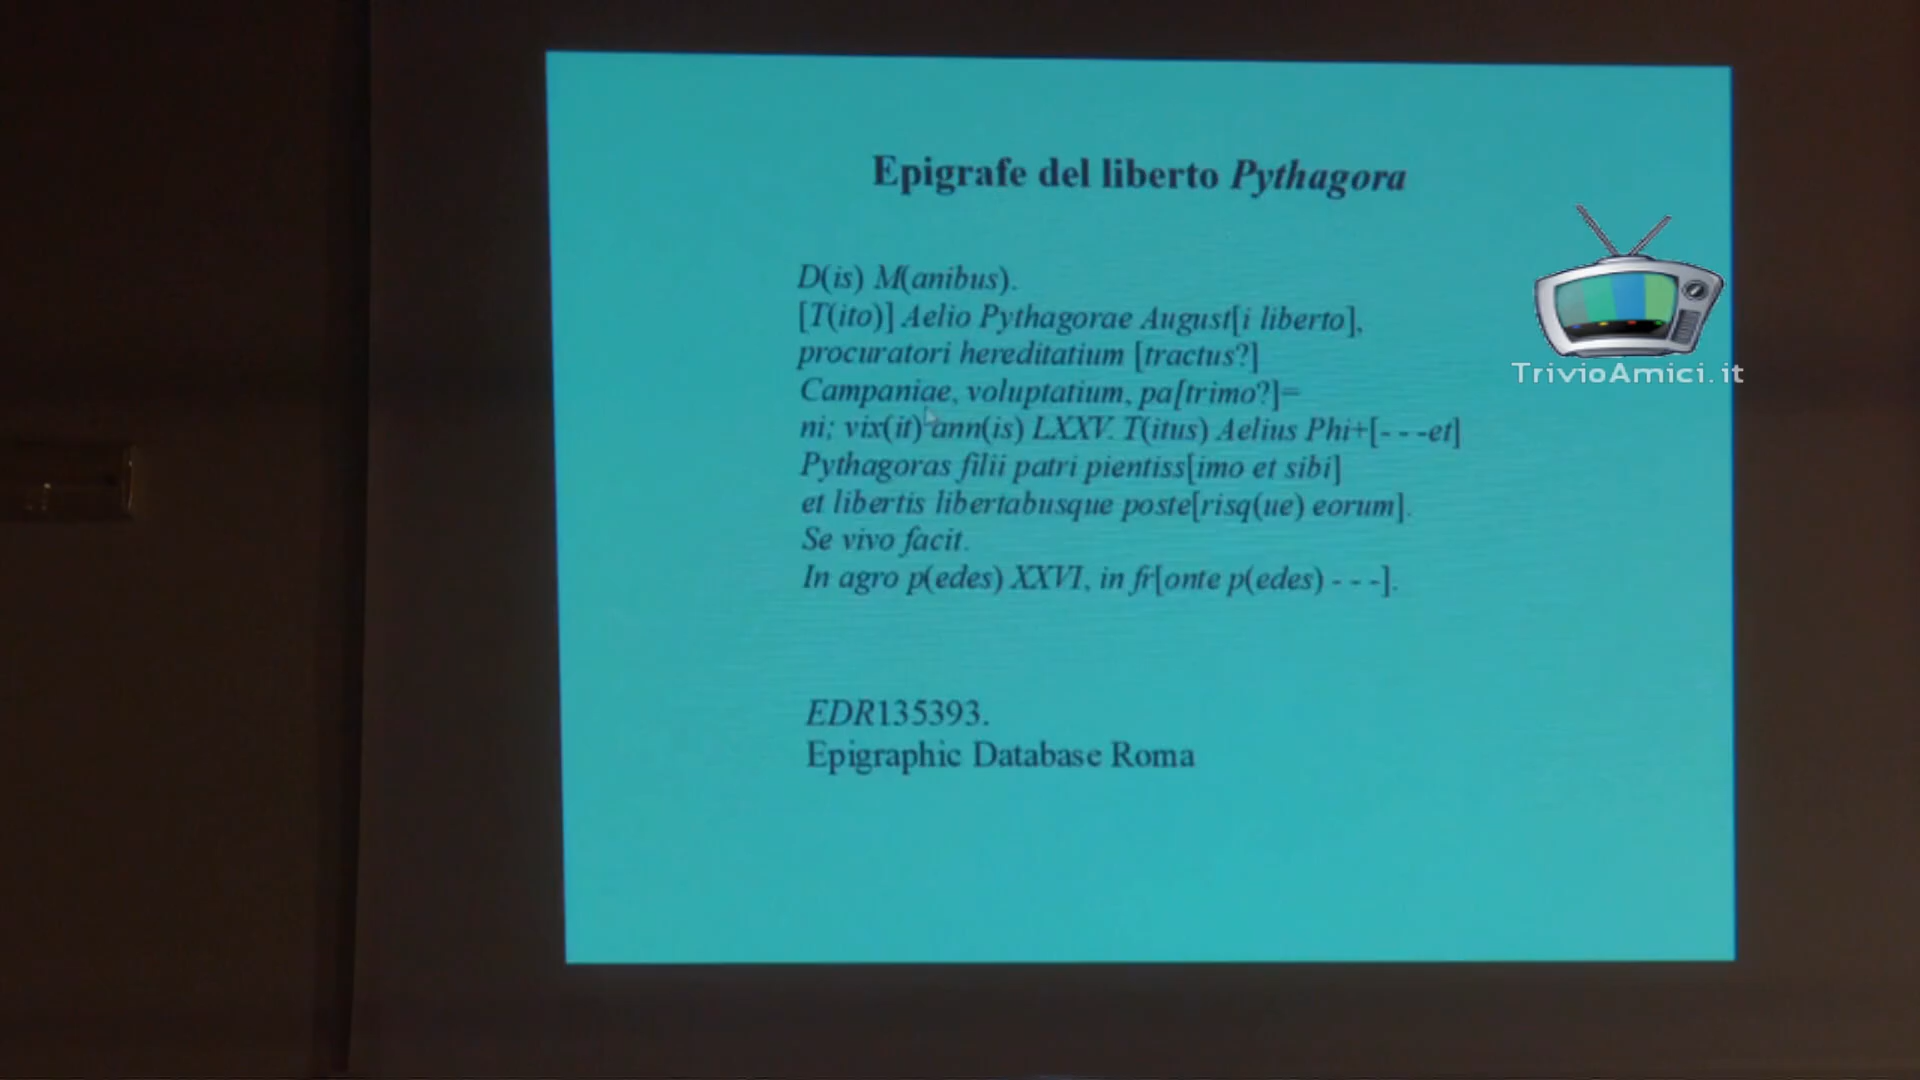 Epigrafe del liberto Pythagora
D(is) M(anibus).
[T(ito)] Aelio Pythagorae August[i liberto],
procuratori hereditatium [tractus?]
Campaniae, voluptatium, pa[trimo?]=
ni; vix(it) ann(is) LXXV. T(itus) Aelius Phi+[- - -et]
Pythagoras filii patri pientiss[imo et sibi]
et libertis libertabusque poste[risq(ue) eorum].
Se vivo facit.
In agro p(edes) XXVI, in fr[onte p(edes) - - -].
EDR135393.
Epigraphic Database Roma
TrivioAmici.it